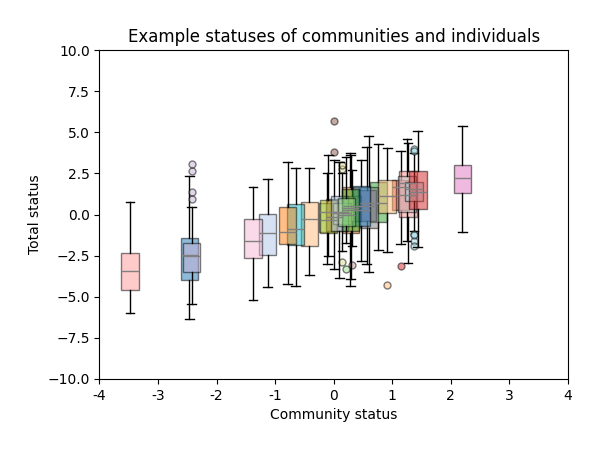 Example statuses of communities and individuals
10.0
7.5
5.0
2.5
0.0
−2.5
−5.0
−7.5
−10.0
Total status
-4 -3 -2 -1 0 1 2 3 4
Community status